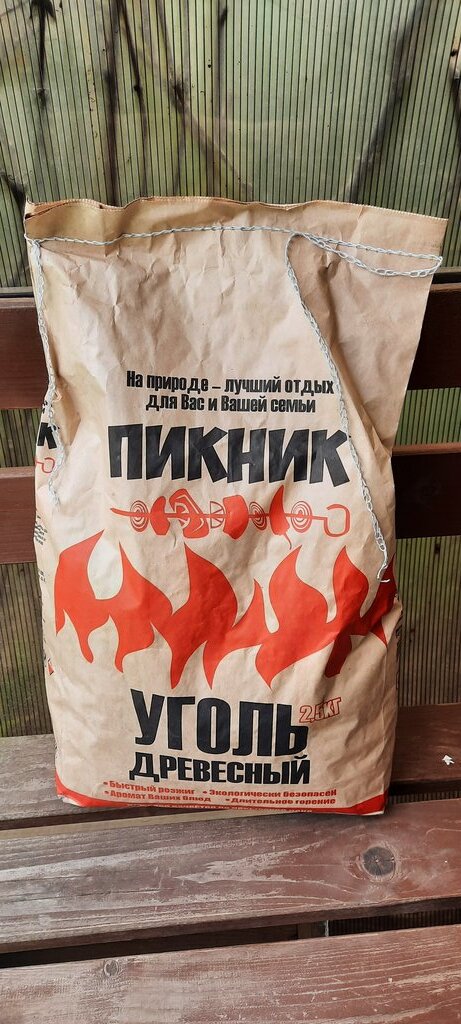 На природе – лучший отдых
для Вас и Вашей семьи
ПИКНИК
УГОЛЬ
2,5КГ
ДРЕВЕСНЫЙ
• Быстрый розжиг • Экологически безопасен
• Аромат Ваших блюд • Длительное горение